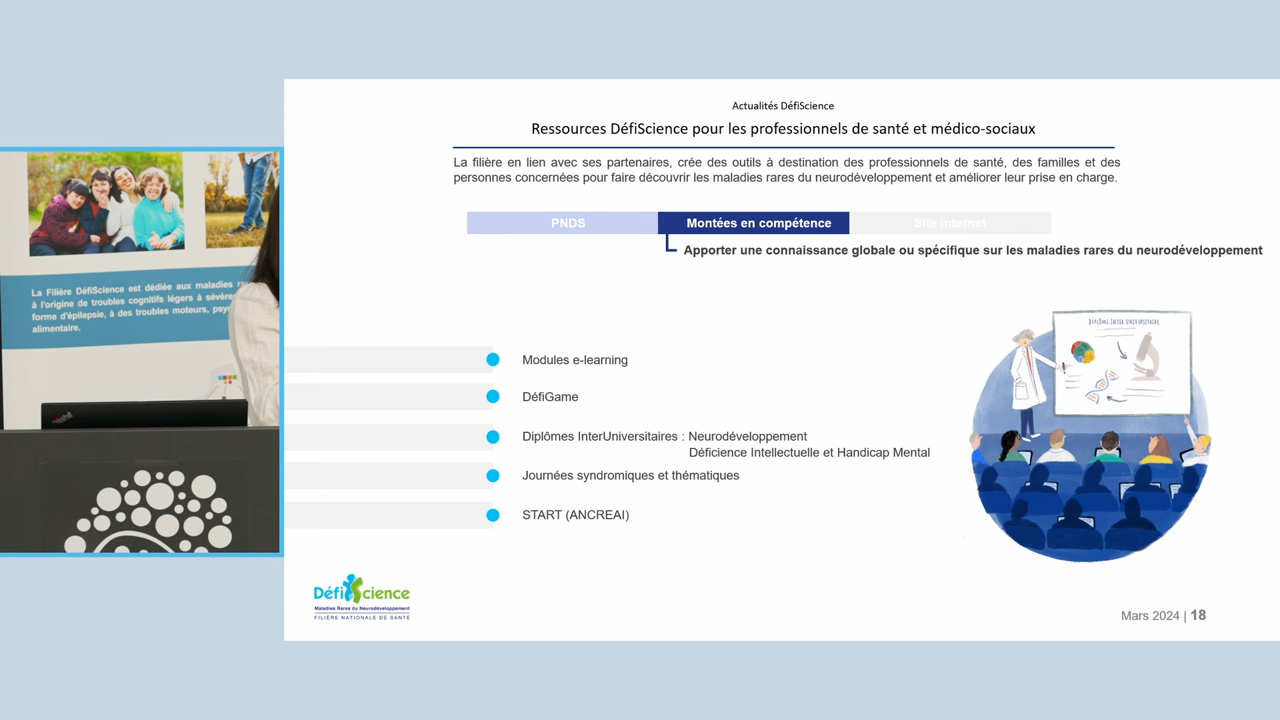 Actualités DéfiScience
Ressources DéfiScience pour les professionnels de santé et médico-sociaux
La filière en lien avec ses partenaires, crée des outils à destination des professionnels de santé, des familles et des
personnes concernées pour faire découvrir les maladies rares du neurodéveloppement et améliorer leur prise en charge.
PNDS
Montées en compétence
Site internet
Apporter une connaissance globale ou spécifique sur les maladies rares du neurodéveloppement
La Filière DéfiScience est dédiée aux maladies
à l'origine de troubles cognitifs légers à
forme d'épilepsie, à des troubles moteurs,
alimentaire.
DIPLÔME INTER UNIVERSITAIRE
Modules e-learning
DéfiGame
Diplômes InterUniversitaires : Neurodéveloppement
Déficience Intellectuelle et Handicap Mental
Journées syndromiques et thématiques
START (ANCREAI)
ThinkPad
DéfiScience
Maladies Rares du Neurodéveloppement
FILIÈRE NATIONALE DE SANTÉ
Mars 2024 | 18